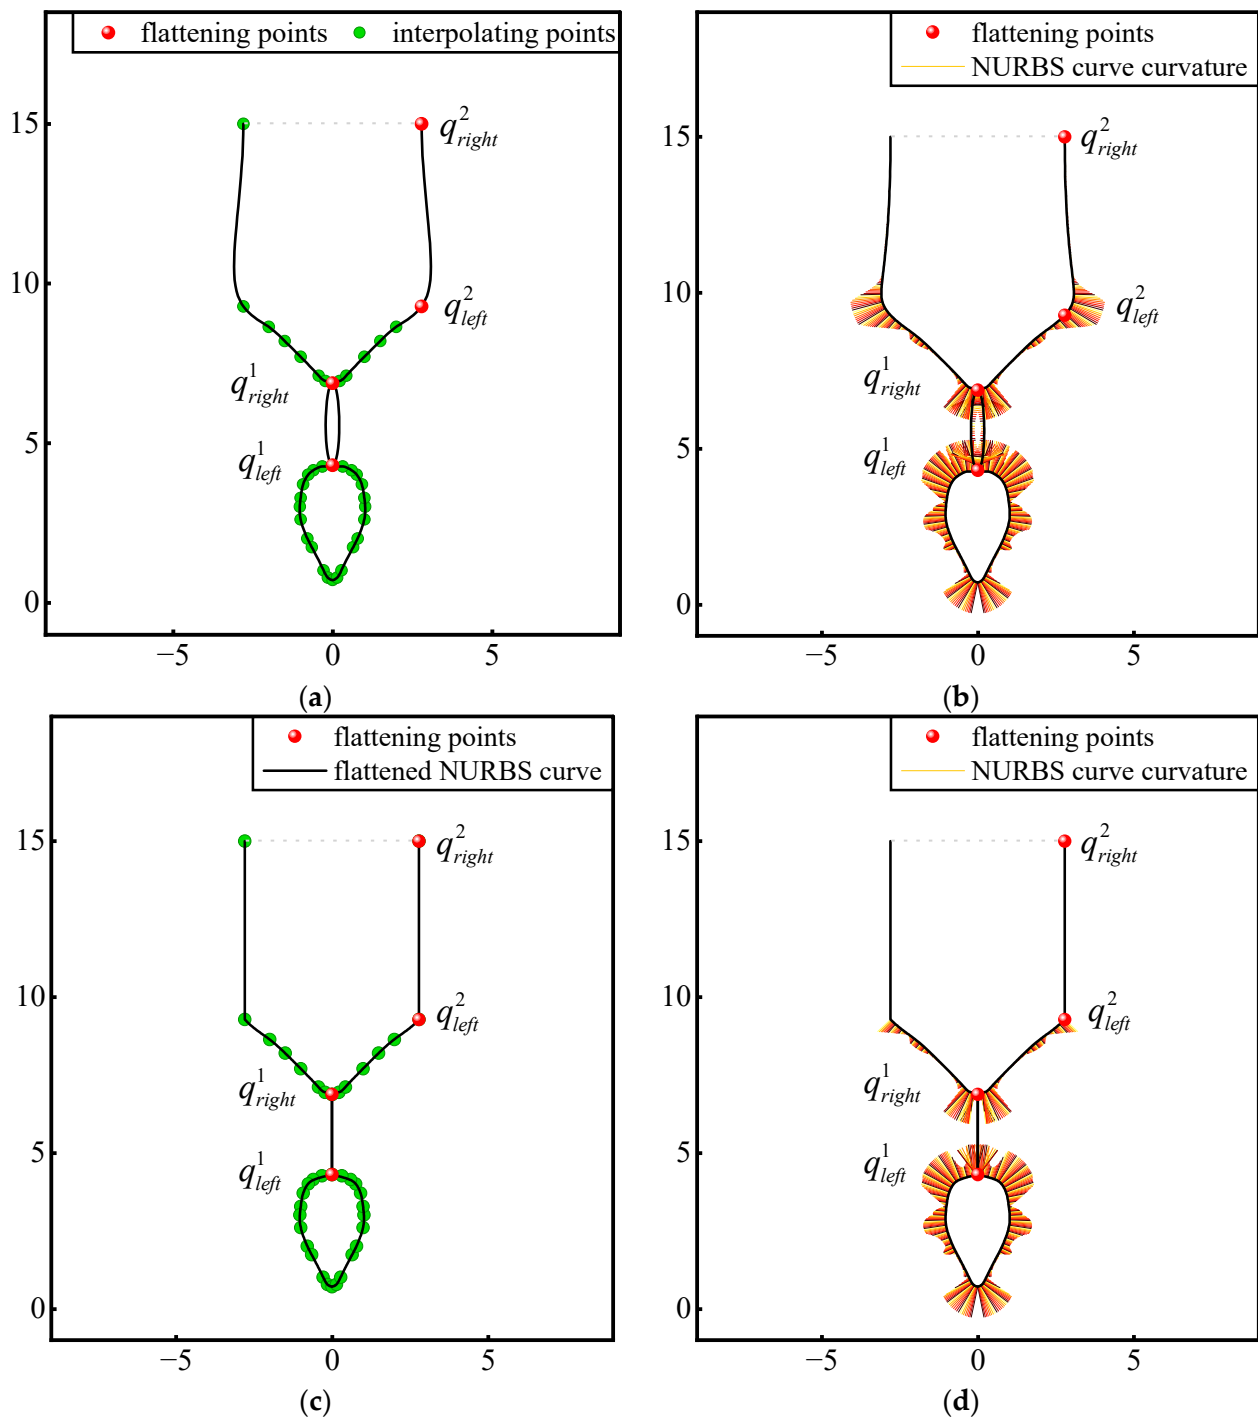 flattening points interpolating points
15
q²right
10
q²left
q¹right
5
q¹left
0
−5 0 5
(a)
flattening points
NURBS curve curvature
15
q²right
10
q²left
q¹right
5
q¹left
0
−5 0 5
(b)
flattening points
flattened NURBS curve
15
q²right
10
q²left
q¹right
5
q¹left
0
−5 0 5
(c)
flattening points
NURBS curve curvature
15
q²right
10
q²left
q¹right
5
q¹left
0
−5 0 5
(d)